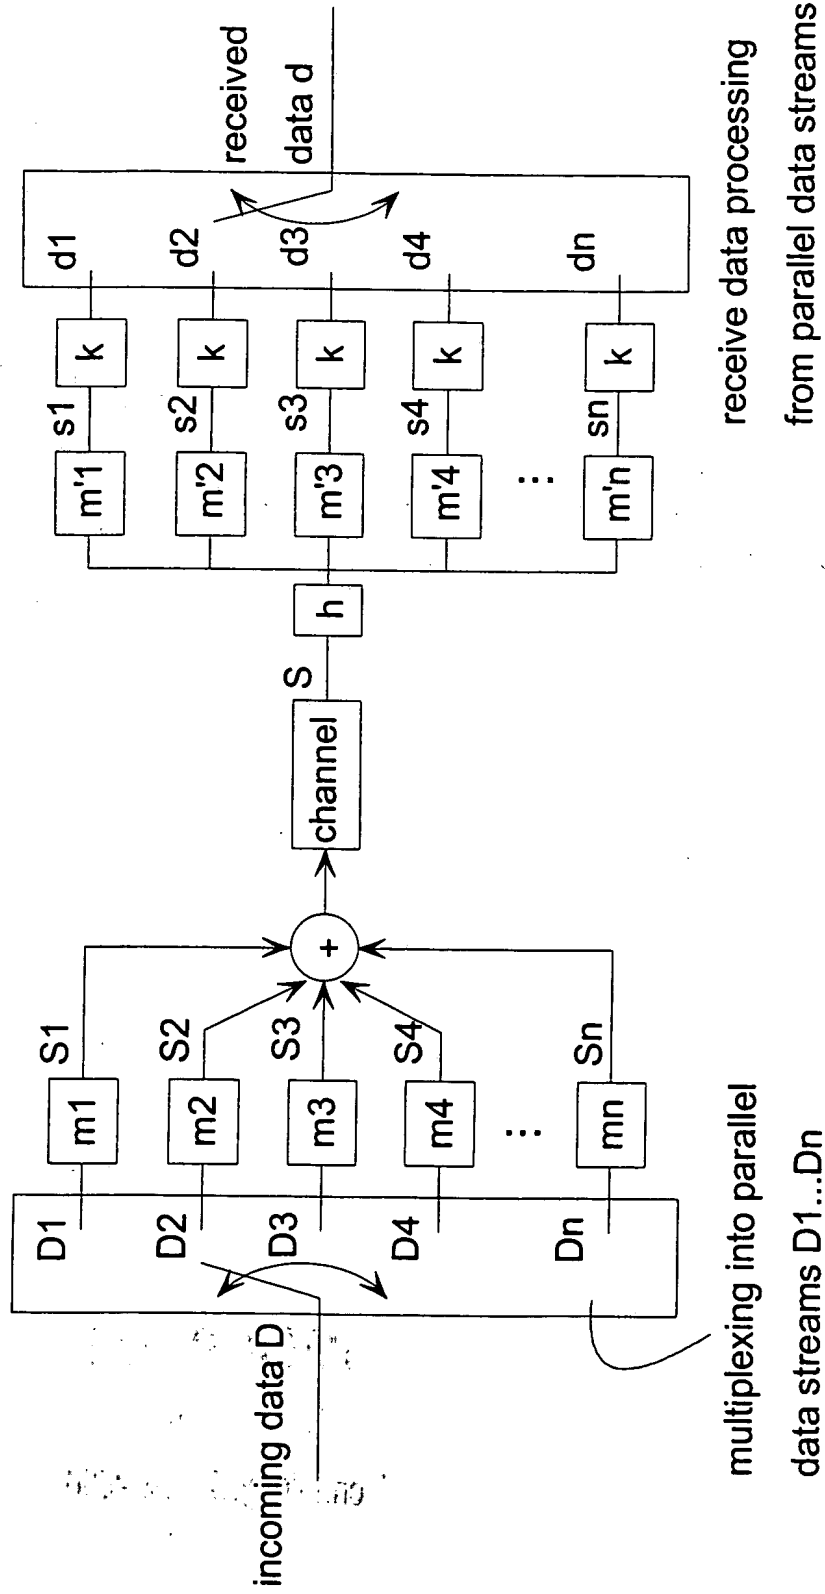 incoming data D
D1
D2
D3
D4
Dn
m1
m2
m3
m4
...
mn
S1
S2
S3
S4
Sn
+
channel
S
h
m'1
m'2
m'3
m'4
...
m'n
s1
s2
s3
s4
sn
k
k
k
k
k
d1
d2
d3
d4
dn
received
data d
multiplexing into parallel
data streams D1...Dn
receive data processing
from parallel data streams